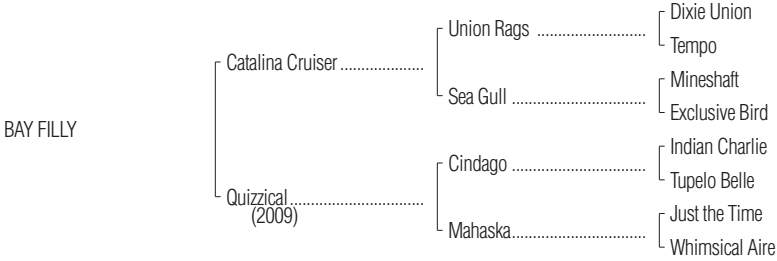 Dixie Union
Union Rags ........................
Tempo
Catalina Cruiser ..................
Mineshaft
Sea Gull .............................
Exclusive Bird
BAY FILLY
Indian Charlie
Cindago .............................
Tupelo Belle
Quizzical.............................
(2009)
Just the Time
Mahaska.............................
Whimsical Aire